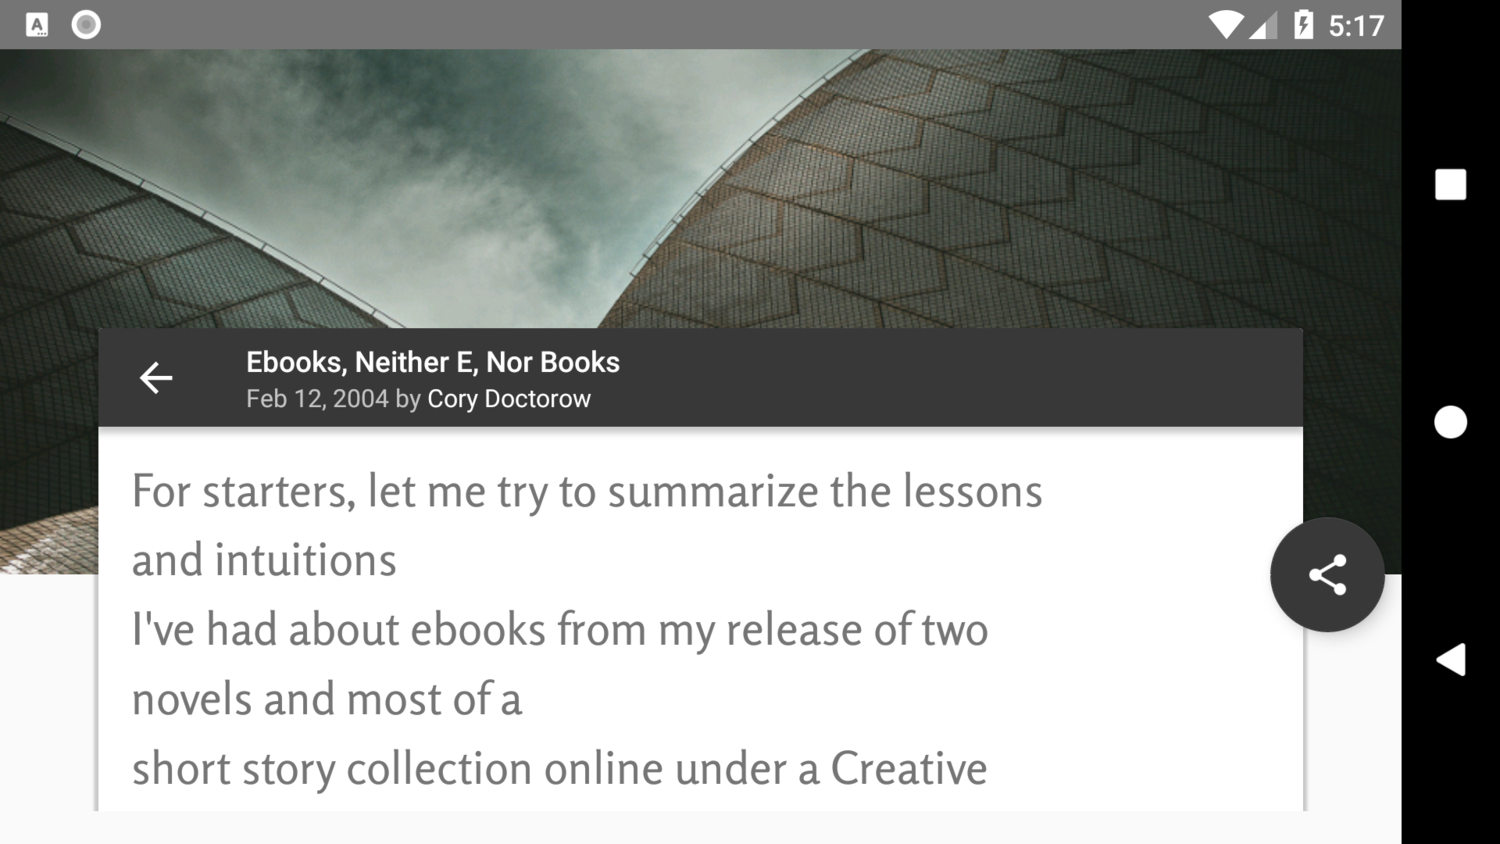 5:17
Ebooks, Neither E, Nor Books
Feb 12, 2004 by Cory Doctorow
For starters, let me try to summarize the lessons
and intuitions
I've had about ebooks from my release of two
novels and most of a
short story collection online under a Creative